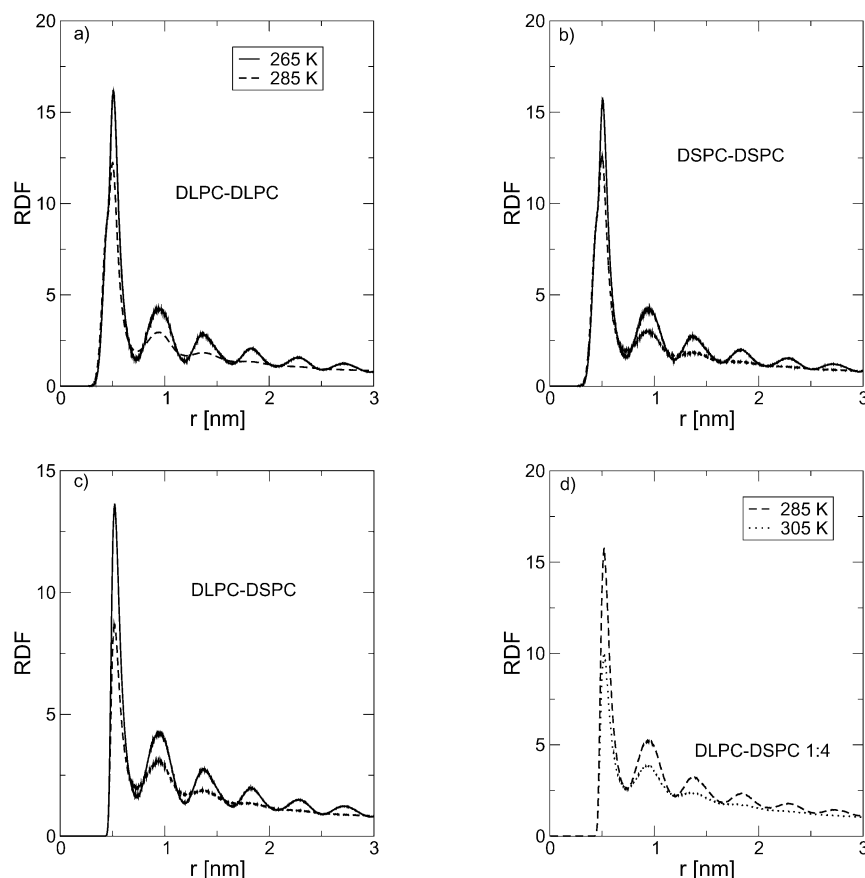 a)
265 K
285 K
DLPC-DLPC
RDF
20
15
10
5
0
0
1
2
3
r [nm]
b)
DSPC-DSPC
RDF
20
15
10
5
0
0
1
2
3
r [nm]
c)
DLPC-DSPC
RDF
15
10
5
0
0
1
2
3
r [nm]
d)
285 K
305 K
DLPC-DSPC 1:4
RDF
20
15
10
5
0
0
1
2
3
r [nm]